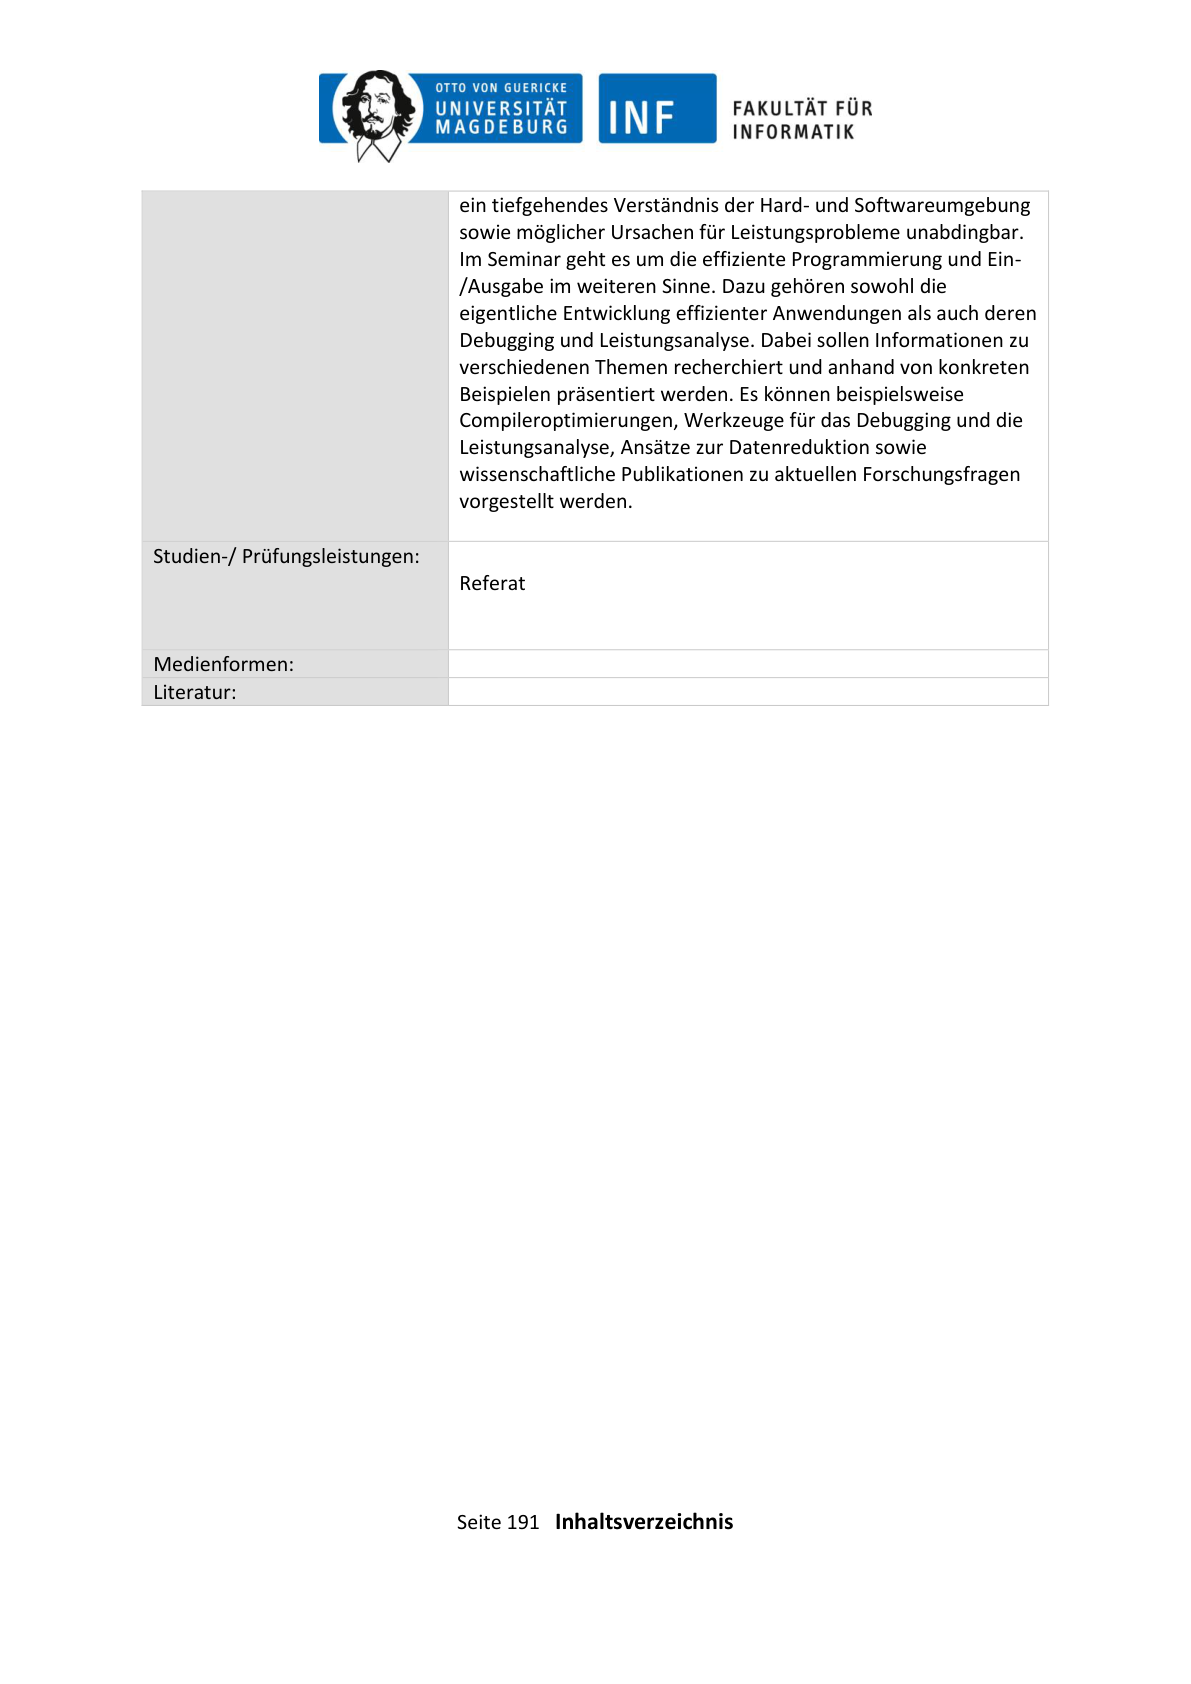 OTTO VON GUERICKE
UNIVERSITÄT
MAGDEBURG
INF
FAKULTÄT FÜR
INFORMATIK
ein tiefgehendes Verständnis der Hard- und Softwareumgebung
sowie möglicher Ursachen für Leistungsprobleme unabdingbar.
Im Seminar geht es um die effiziente Programmierung und Ein-
/Ausgabe im weiteren Sinne. Dazu gehören sowohl die
eigentliche Entwicklung effizienter Anwendungen als auch deren
Debugging und Leistungsanalyse. Dabei sollen Informationen zu
verschiedenen Themen recherchiert und anhand von konkreten
Beispielen präsentiert werden. Es können beispielsweise
Compileroptimierungen, Werkzeuge für das Debugging und die
Leistungsanalyse, Ansätze zur Datenreduktion sowie
wissenschaftliche Publikationen zu aktuellen Forschungsfragen
vorgestellt werden.
Studien-/ Prüfungsleistungen:
Referat
Medienformen:
Literatur:
Seite 191 Inhaltsverzeichnis